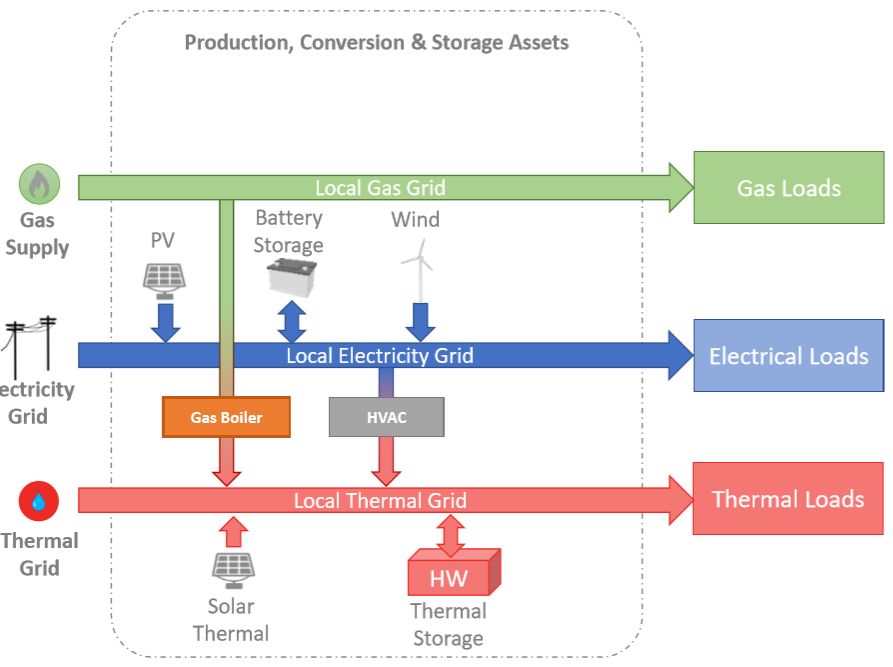 Production, Conversion & Storage Assets
Local Gas Grid
Gas Loads
Gas
Supply
PV
Battery
Storage
Wind
Local Electricity Grid
Electrical Loads
ectricity
Grid
Gas Boiler
HVAC
Local Thermal Grid
Thermal Loads
Thermal
Grid
Solar
Thermal
HW
Thermal
Storage